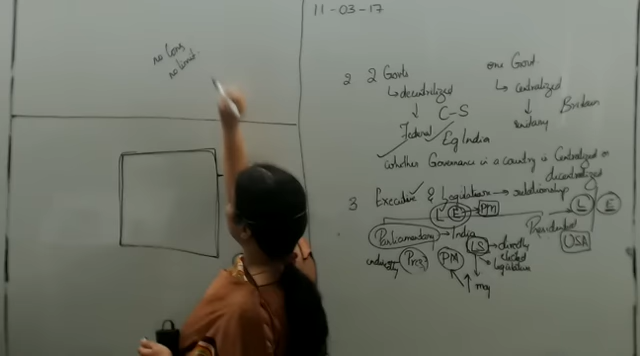 11-03-17
no Cons
no limit.
2 2 Govts
↳ decentralized
↓ C-S
Federal Eg India
one Govt.
↳ centralized
↓ Britain
Unitary
Whether Governance in a country is Centralized or
decentralized
3 Executive & Legislature → relationship
L E → PM
L E
Parliamentary → India
Presidential
USA
indirectly Pres
PM
LS → directly
elected
Legislature
↑ maj